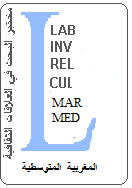 مختبر البحث في العلاقات الثقافية
LAB
INV
REL
CUL
MAR
MED
المغربية المتوسطية